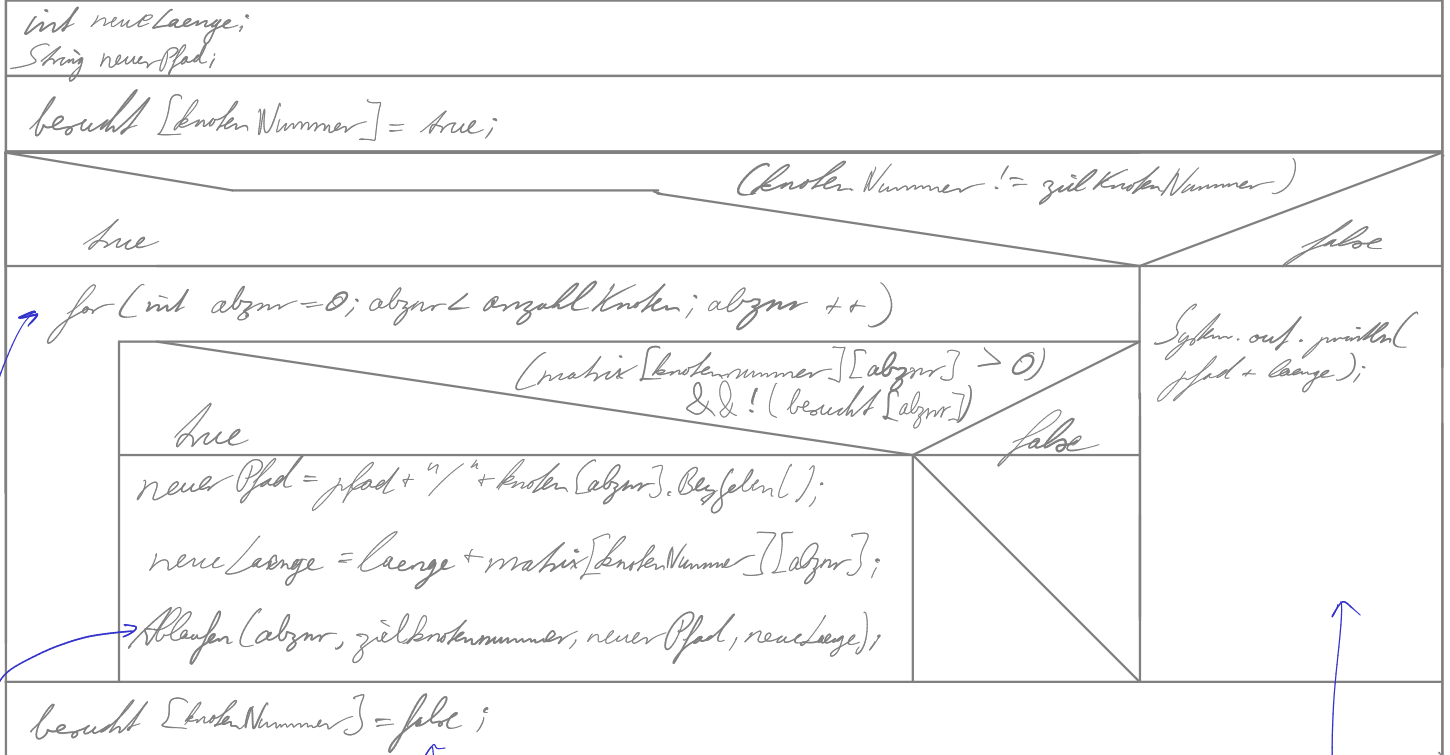 int neueLaenge;
String neuerPfad;
besucht [knotenNummer] = true;
(knotenNummer != zielKnotenNummer)
true
false
for (int abznr = 0; abznr < anzahlKnoten; abznr ++)
System.out.println(
pfad + laenge);
(matrix[knotennummer][abznr] > 0)
&& ! (besucht [abznr])
true
false
neuerPfad = pfad + "/" + knoten[abznr].();
neueLaenge = laenge + matrix[knotenNummer][abznr];
Ablaufen (abznr, zielknotennummer, neuerPfad, neueLaenge);
besucht [knotenNummer] = false ;